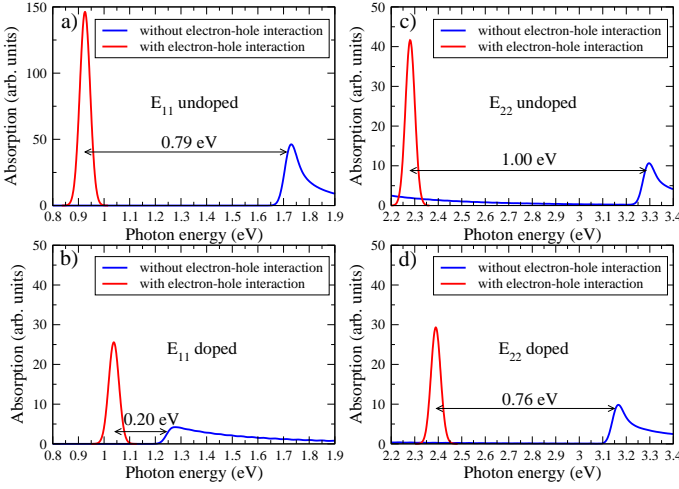 a)
without electron-hole interaction
with electron-hole interaction
E11 undoped
0.79 eV
Absorption (arb. units)
150
100
50
0
0.8 0.9 1 1.1 1.2 1.3 1.4 1.5 1.6 1.7 1.8 1.9
Photon energy (eV)
c)
without electron-hole interaction
with electron-hole interaction
E22 undoped
1.00 eV
Absorption (arb. units)
50
40
30
20
10
0
2.2 2.3 2.4 2.5 2.6 2.7 2.8 2.9 3 3.1 3.2 3.3 3.4
Photon energy (eV)
b)
without electron-hole interaction
with electron-hole interaction
E11 doped
0.20 eV
Absorption (arb. units)
50
40
30
20
10
0
0.8 0.9 1 1.1 1.2 1.3 1.4 1.5 1.6 1.7 1.8 1.9
Photon energy (eV)
d)
without electron-hole interaction
with electron-hole interaction
E22 doped
0.76 eV
Absorption (arb. units)
50
40
30
20
10
0
2.2 2.3 2.4 2.5 2.6 2.7 2.8 2.9 3 3.1 3.2 3.3 3.4
Photon energy (eV)